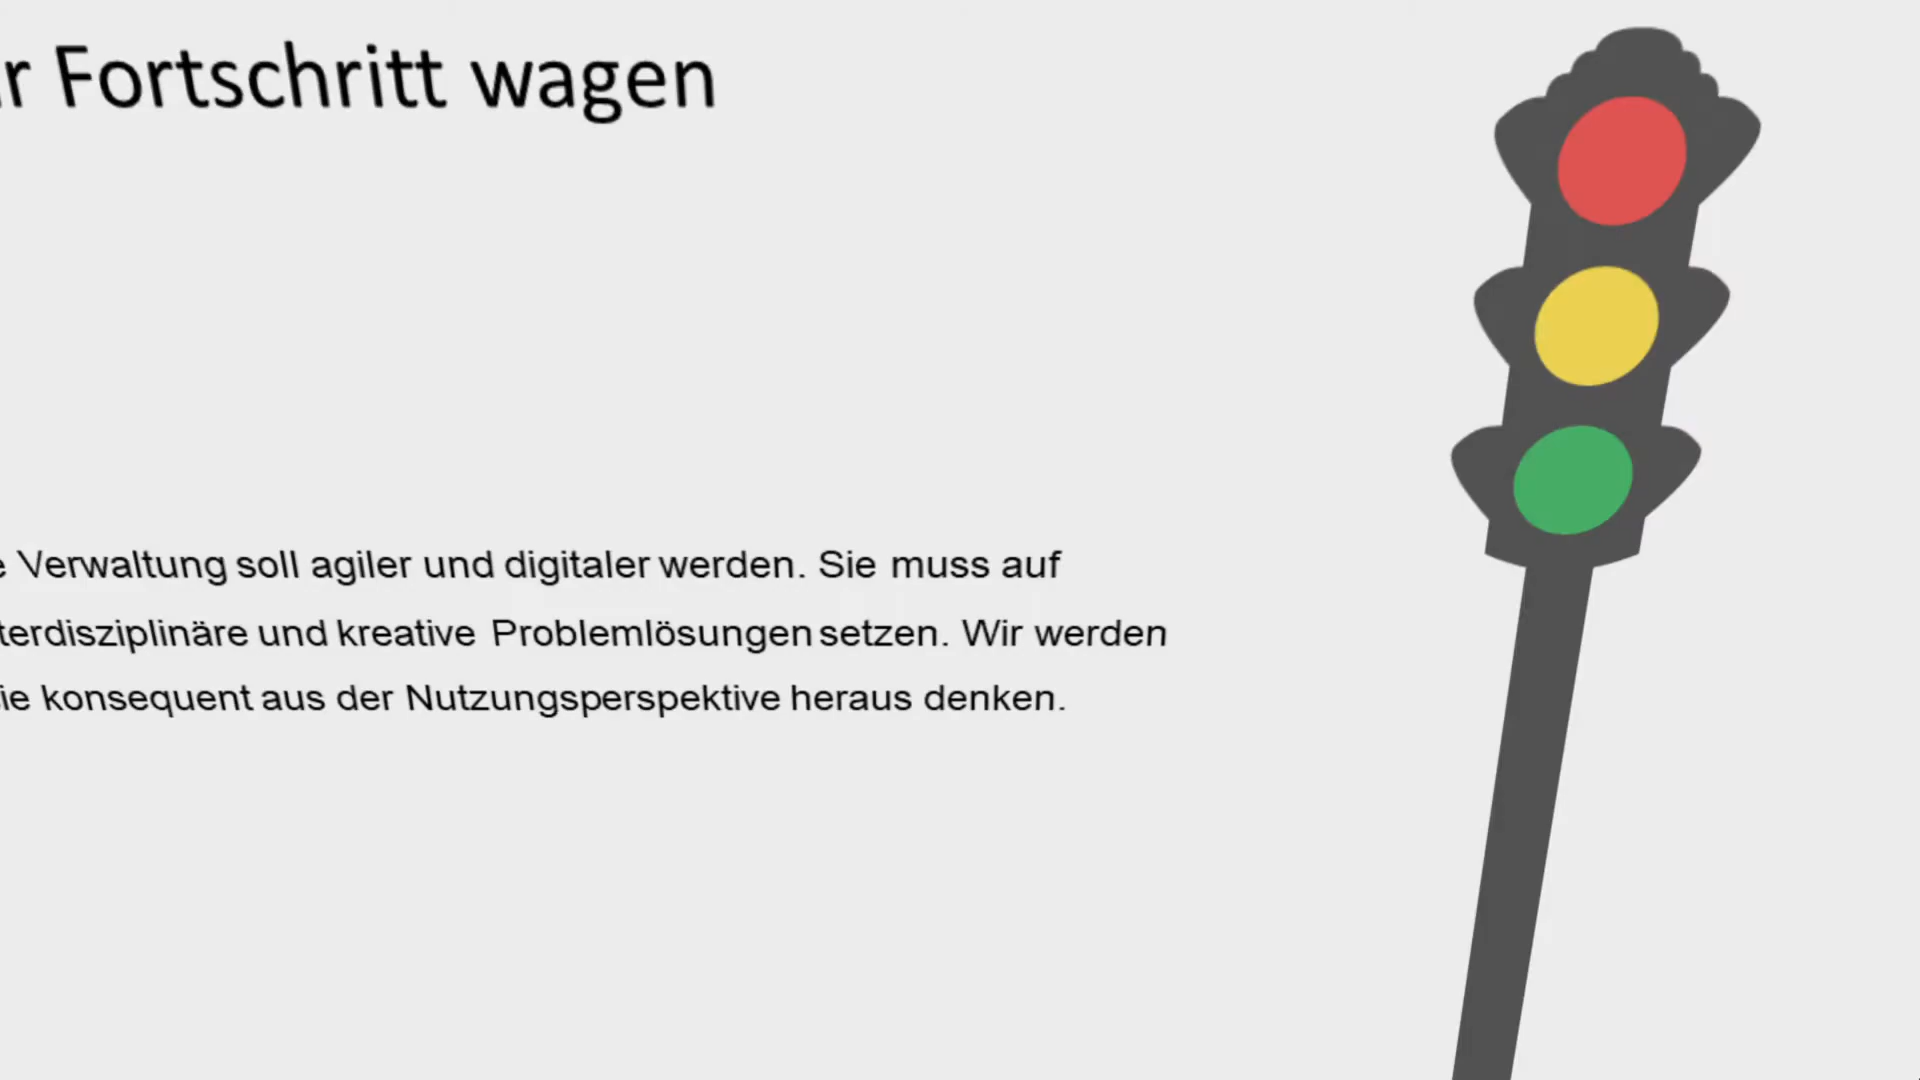 r Fortschritt wagen
e Verwaltung soll agiler und digitaler werden. Sie muss auf
terdisziplinäre und kreative Problemlösungen setzen. Wir werden
ie konsequent aus der Nutzungsperspektive heraus denken.